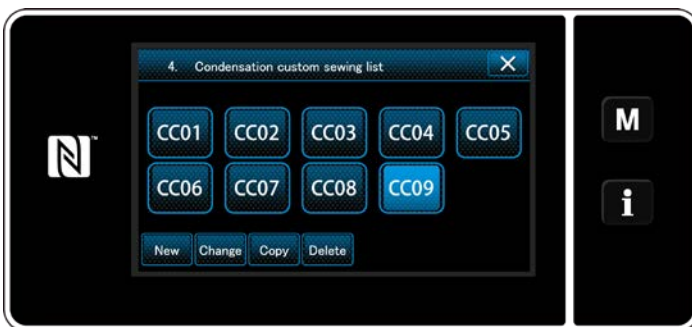 4. Condensation custom sewing list
CC01 CC02 CC03 CC04 CC05
CC06 CC07 CC08 CC09
New Change Copy Delete
M
i
N